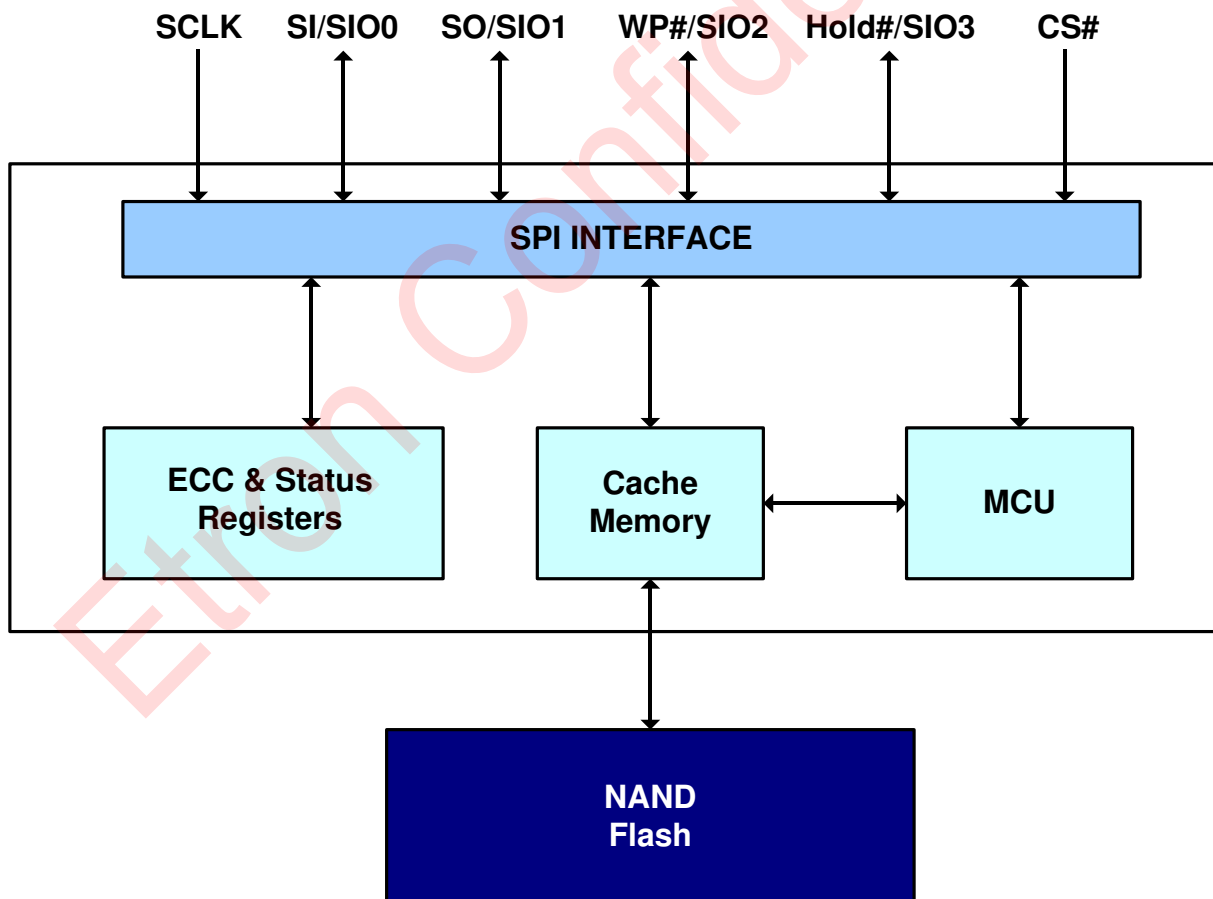 SCLK SI/SIO0 SO/SIO1 WP#/SIO2 Hold#/SIO3 CS#
SPI INTERFACE
ECC & Status
Registers
Cache
Memory
MCU
NAND
Flash
Etron Confide